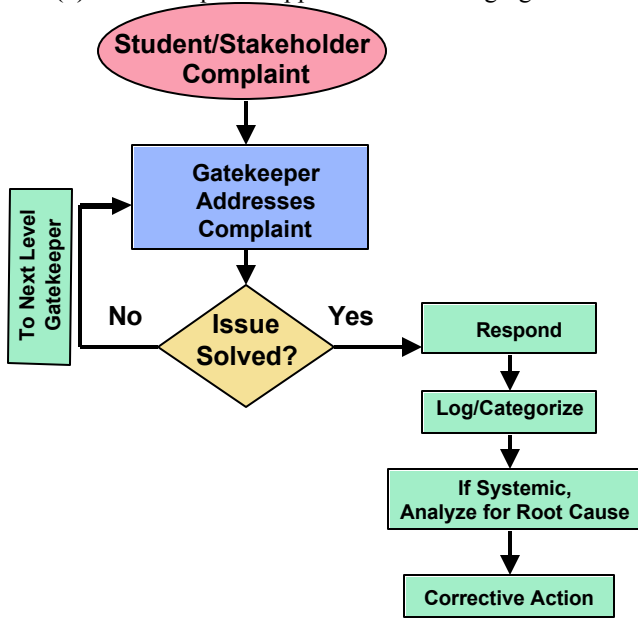 Student/Stakeholder
Complaint
Gatekeeper
Addresses
Complaint
To Next Level
Gatekeeper
No
Issue
Solved?
Yes
Respond
Log/Categorize
If Systemic,
Analyze for Root Cause
Corrective Action